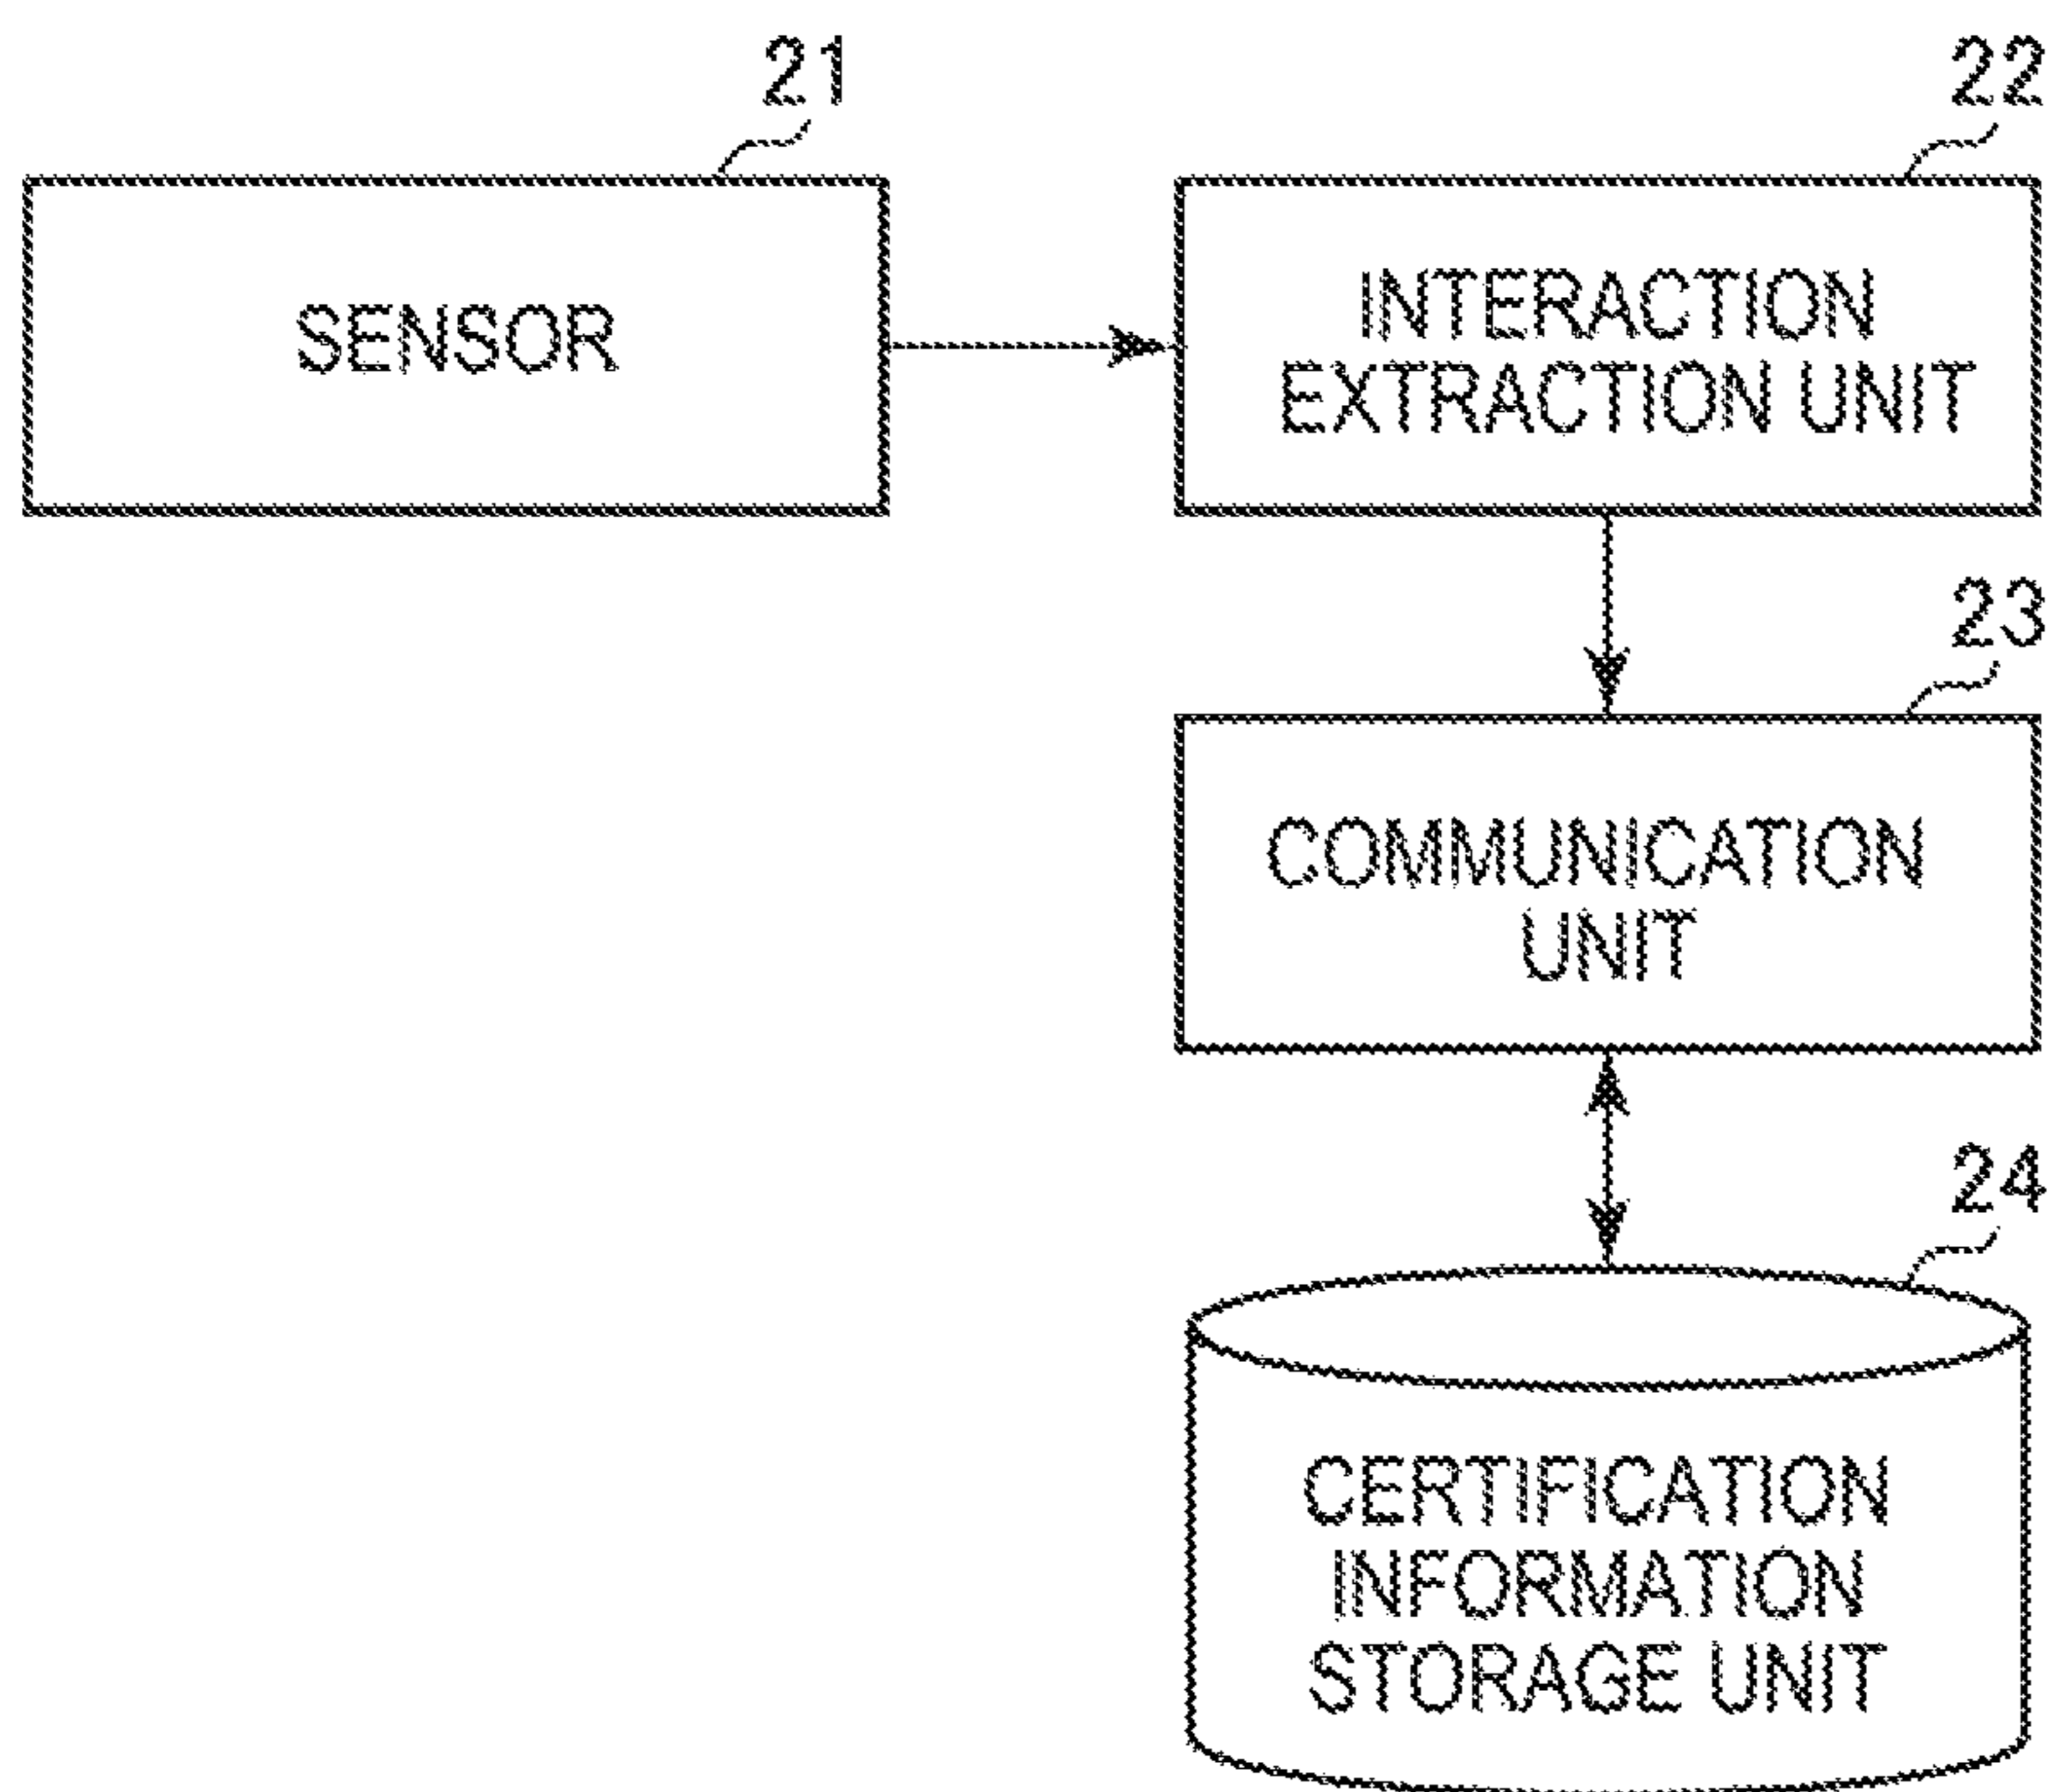 21
SENSOR
22
INTERACTION
EXTRACTION UNIT
23
COMMUNICATION
UNIT
24
CERTIFICATION
INFORMATION
STORAGE UNIT